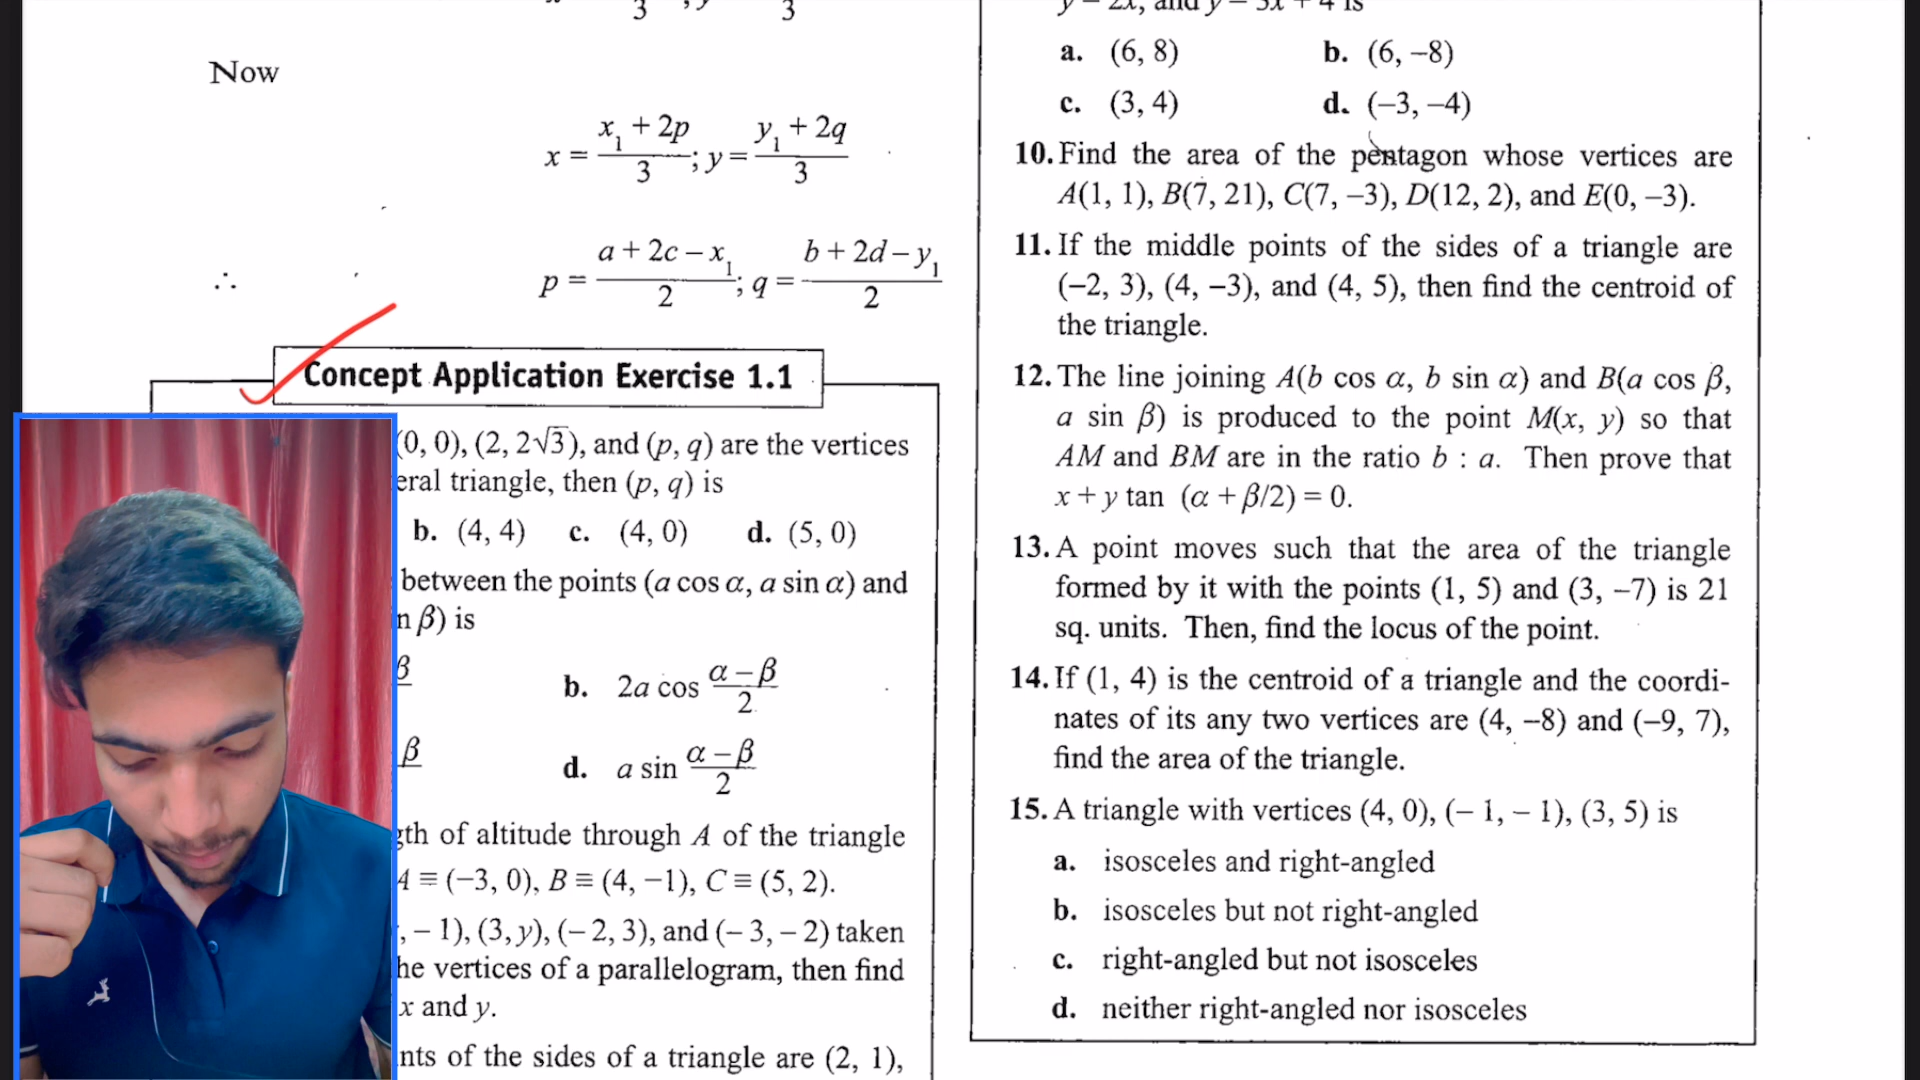 3 3
y = 2x, and y = 3x + 4 is
Now
x = (x₁ + 2p)/3 ; y = (y₁ + 2q)/3
∴ p = (a + 2c – x₁)/2 ; q = (b + 2d – y₁)/2
Concept Application Exercise 1.1
(0, 0), (2, 2√3), and (p, q) are the vertices
eral triangle, then (p, q) is
b. (4, 4) c. (4, 0) d. (5, 0)
between the points (a cos α, a sin α) and
n β) is
β
b. 2a cos (α – β)/2
β
d. a sin (α – β)/2
gth of altitude through A of the triangle
A ≡ (–3, 0), B ≡ (4, –1), C ≡ (5, 2).
, – 1), (3, y), (– 2, 3), and (– 3, – 2) taken
he vertices of a parallelogram, then find
x and y.
nts of the sides of a triangle are (2, 1),
a. (6, 8) b. (6, –8)
c. (3, 4) d. (–3, –4)
10. Find the area of the pentagon whose vertices are
A(1, 1), B(7, 21), C(7, –3), D(12, 2), and E(0, –3).
11. If the middle points of the sides of a triangle are
(–2, 3), (4, –3), and (4, 5), then find the centroid of
the triangle.
12. The line joining A(b cos α, b sin α) and B(a cos β,
a sin β) is produced to the point M(x, y) so that
AM and BM are in the ratio b : a. Then prove that
x + y tan (α + β/2) = 0.
13. A point moves such that the area of the triangle
formed by it with the points (1, 5) and (3, –7) is 21
sq. units. Then, find the locus of the point.
14. If (1, 4) is the centroid of a triangle and the coordi-
nates of its any two vertices are (4, –8) and (–9, 7),
find the area of the triangle.
15. A triangle with vertices (4, 0), (– 1, – 1), (3, 5) is
a. isosceles and right-angled
b. isosceles but not right-angled
c. right-angled but not isosceles
d. neither right-angled nor isosceles